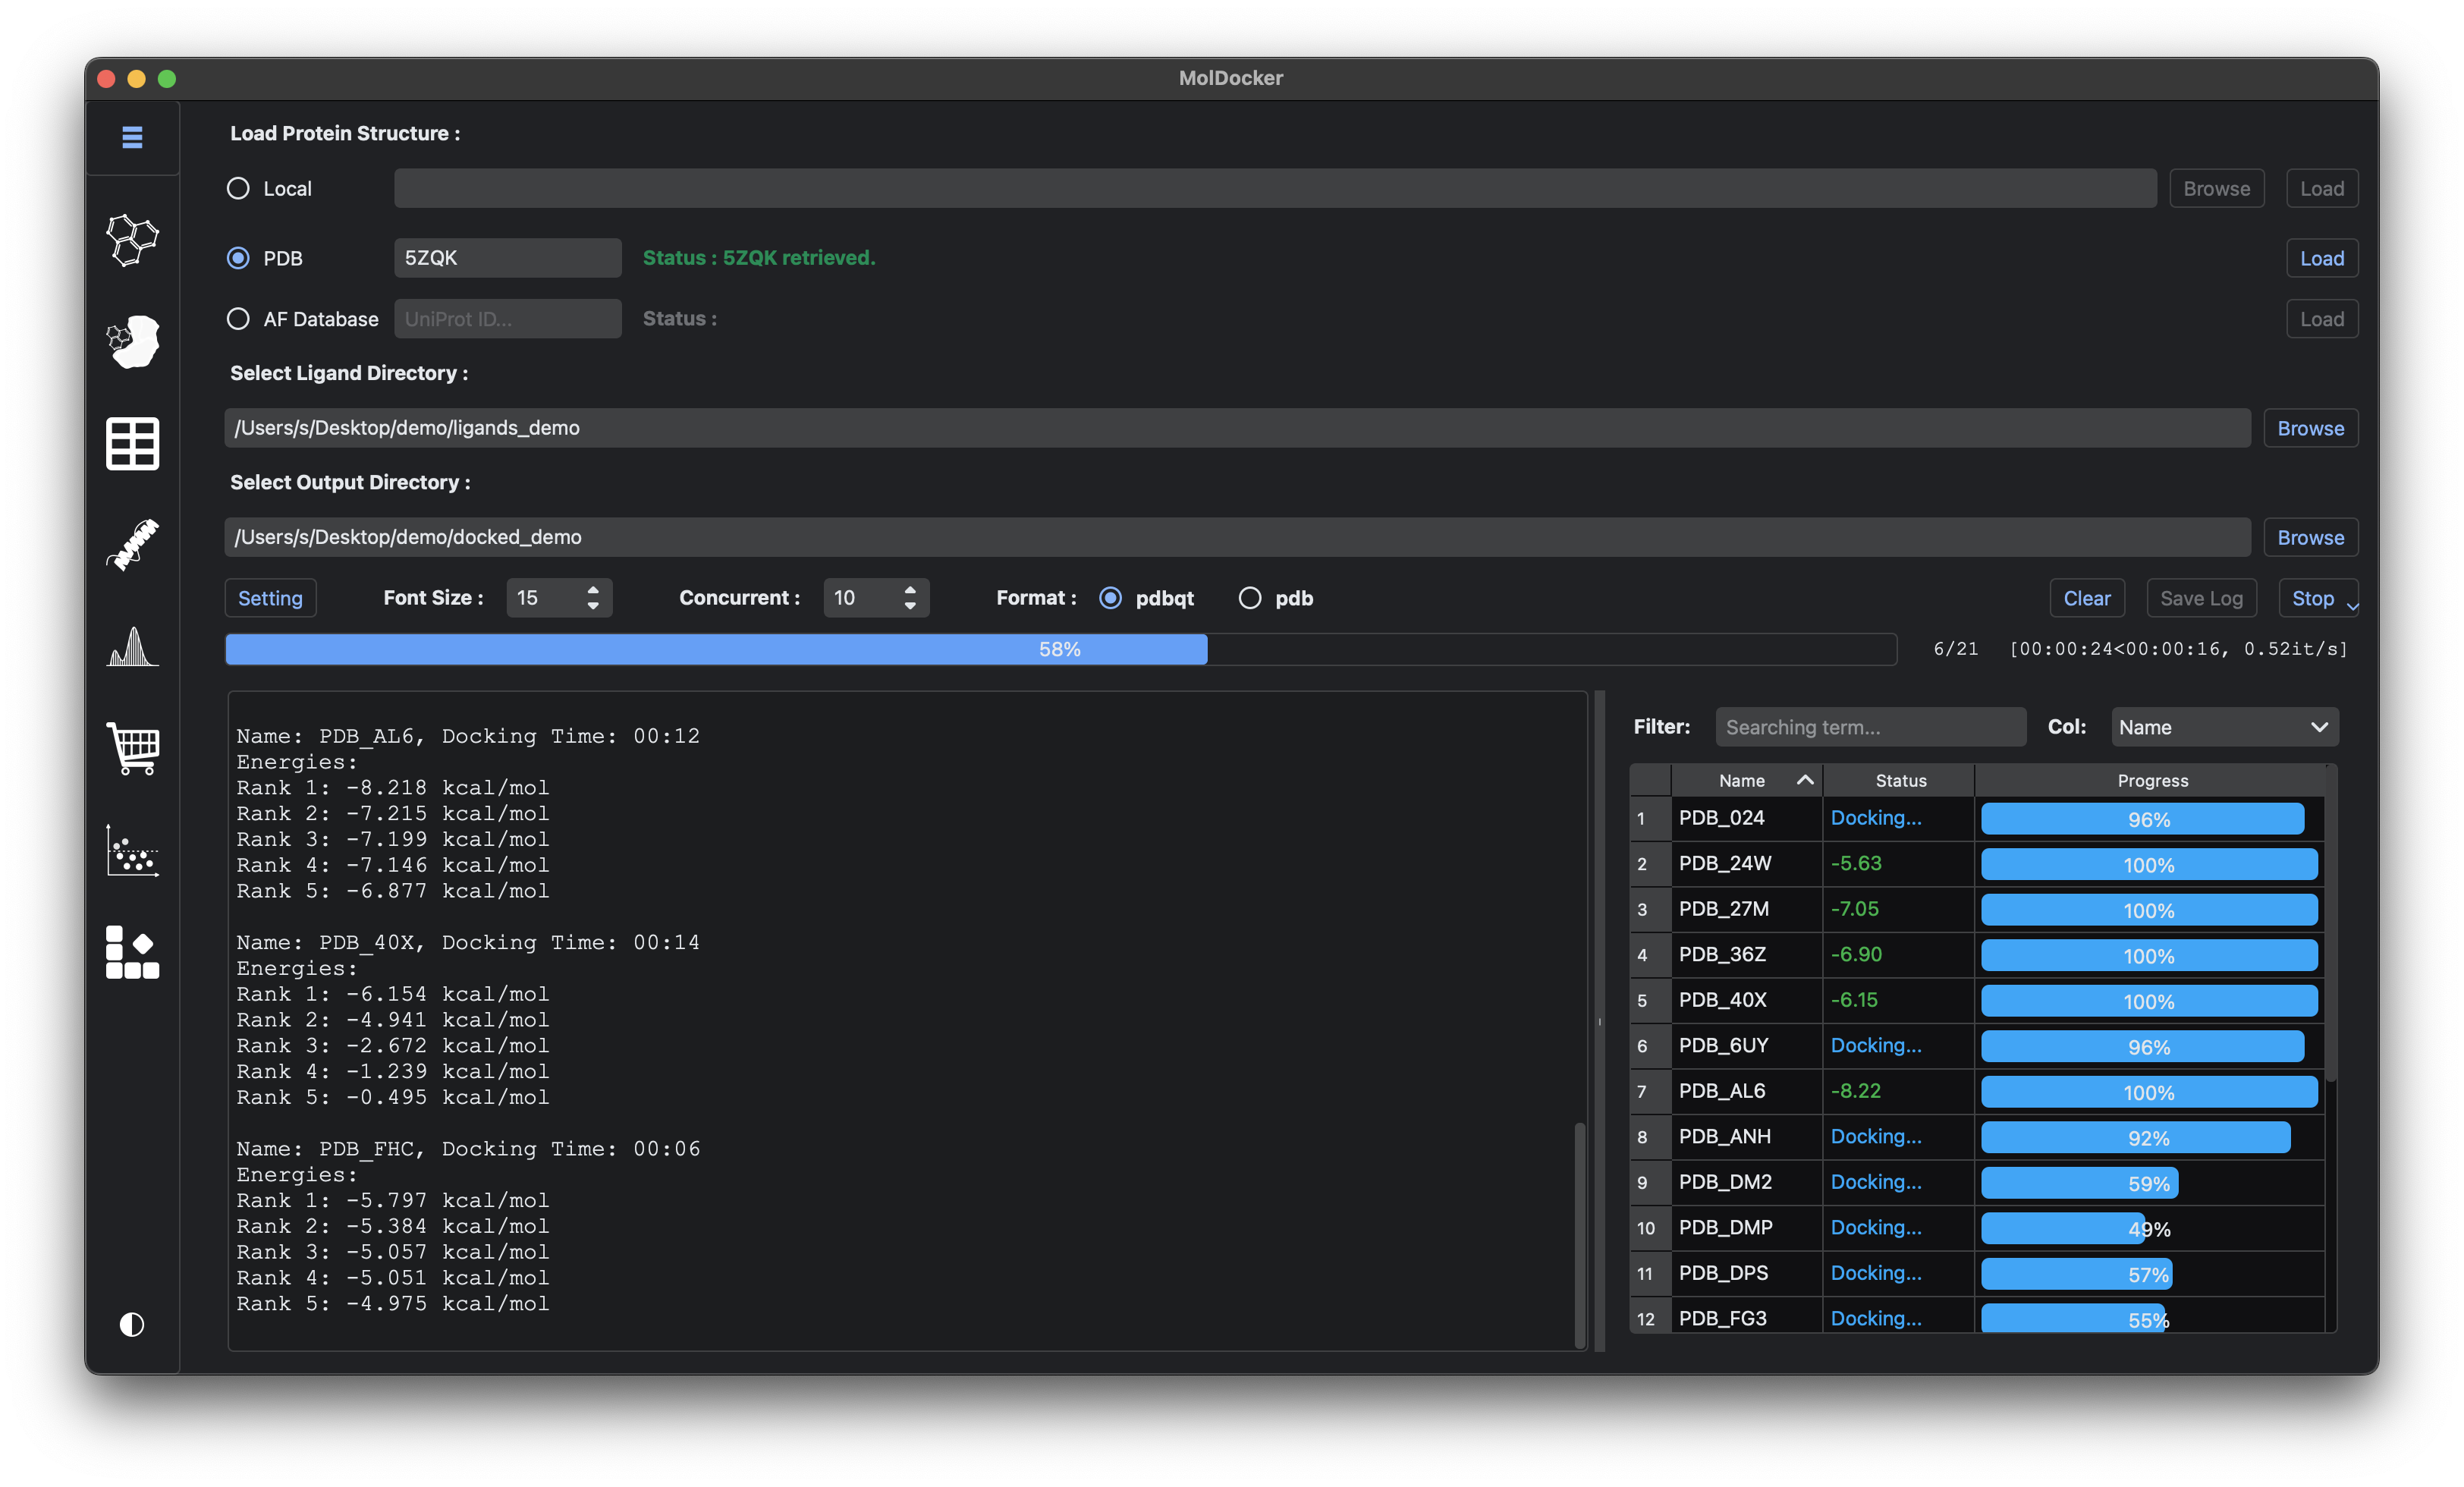 MolDocker
Load Protein Structure :
Local
Browse
Load
PDB
5ZQK
Status : 5ZQK retrieved.
Load
AF Database
UniProt ID...
Status :
Load
Select Ligand Directory :
/Users/s/Desktop/demo/ligands_demo
Browse
Select Output Directory :
/Users/s/Desktop/demo/docked_demo
Browse
Setting
Font Size :
15
Concurrent :
10
Format :
pdbqt
pdb
Clear
Save Log
Stop
58%
6/21
[00:00:24<00:00:16, 0.52it/s]
Name: PDB_AL6, Docking Time: 00:12
Energies:
Rank 1: -8.218 kcal/mol
Rank 2: -7.215 kcal/mol
Rank 3: -7.199 kcal/mol
Rank 4: -7.146 kcal/mol
Rank 5: -6.877 kcal/mol
Name: PDB_40X, Docking Time: 00:14
Energies:
Rank 1: -6.154 kcal/mol
Rank 2: -4.941 kcal/mol
Rank 3: -2.672 kcal/mol
Rank 4: -1.239 kcal/mol
Rank 5: -0.495 kcal/mol
Name: PDB_FHC, Docking Time: 00:06
Energies:
Rank 1: -5.797 kcal/mol
Rank 2: -5.384 kcal/mol
Rank 3: -5.057 kcal/mol
Rank 4: -5.051 kcal/mol
Rank 5: -4.975 kcal/mol
Filter:
Searching term...
Col:
Name
Name Status Progress
1 PDB_024 Docking... 96%
2 PDB_24W -5.63 100%
3 PDB_27M -7.05 100%
4 PDB_36Z -6.90 100%
5 PDB_40X -6.15 100%
6 PDB_6UY Docking... 96%
7 PDB_AL6 -8.22 100%
8 PDB_ANH Docking... 92%
9 PDB_DM2 Docking... 59%
10 PDB_DMP Docking... 49%
11 PDB_DPS Docking... 57%
12 PDB_FG3 Docking... 55%